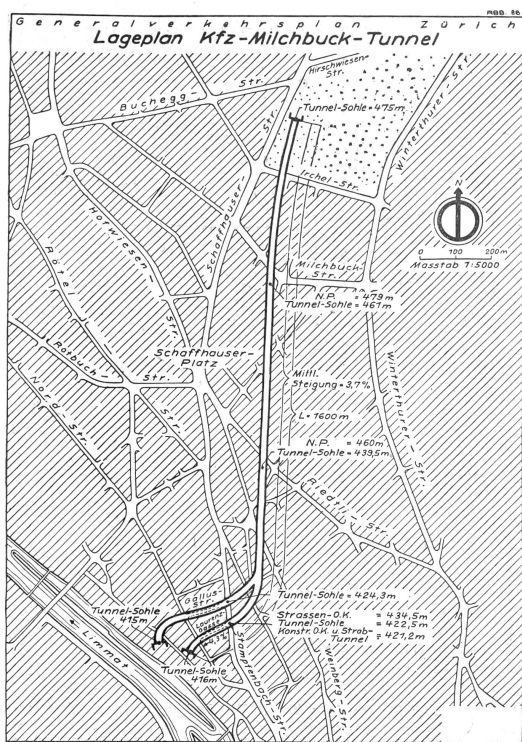 ABB. 86
Generalverkehrsplan Zürich
Lageplan Kfz-Milchbuck-Tunnel
Hirschwiesen-
Str.
Buchegg-
Str.
Tunnel-Sohle = 475m
Str.
Winterthurer-Str.
Irchel-Str.
Schaffhauser
Hofwiesen-
Str.
N
0 100 200m
Masstab 1:5000
Milchbuck-
Str.
N.P. = 479m
Tunnel-Sohle = 461m
Rötel
Schaffhauser-
Platz
Rotbuch-
Str.
Str.
Nord-Str.
Mittl.
Steigung = 3,7%
L = 1600 m
Winterthurer-Str.
N.P. = 460m
Tunnel-Sohle = 439,5m
Riedtli-Str.
Gallus-
Str.
Tunnel-Sohle = 424,3m
Tunnel-Sohle
415m
Strassen-O.K. = 434,5m
Tunnel-Sohle = 422,5m
Konstr. O.K. u. Strab-
Tunnel = 421,2m
Limmat
Tunnel-Sohle
416m
Stampfenbach-Str.
Weinberg-Str.